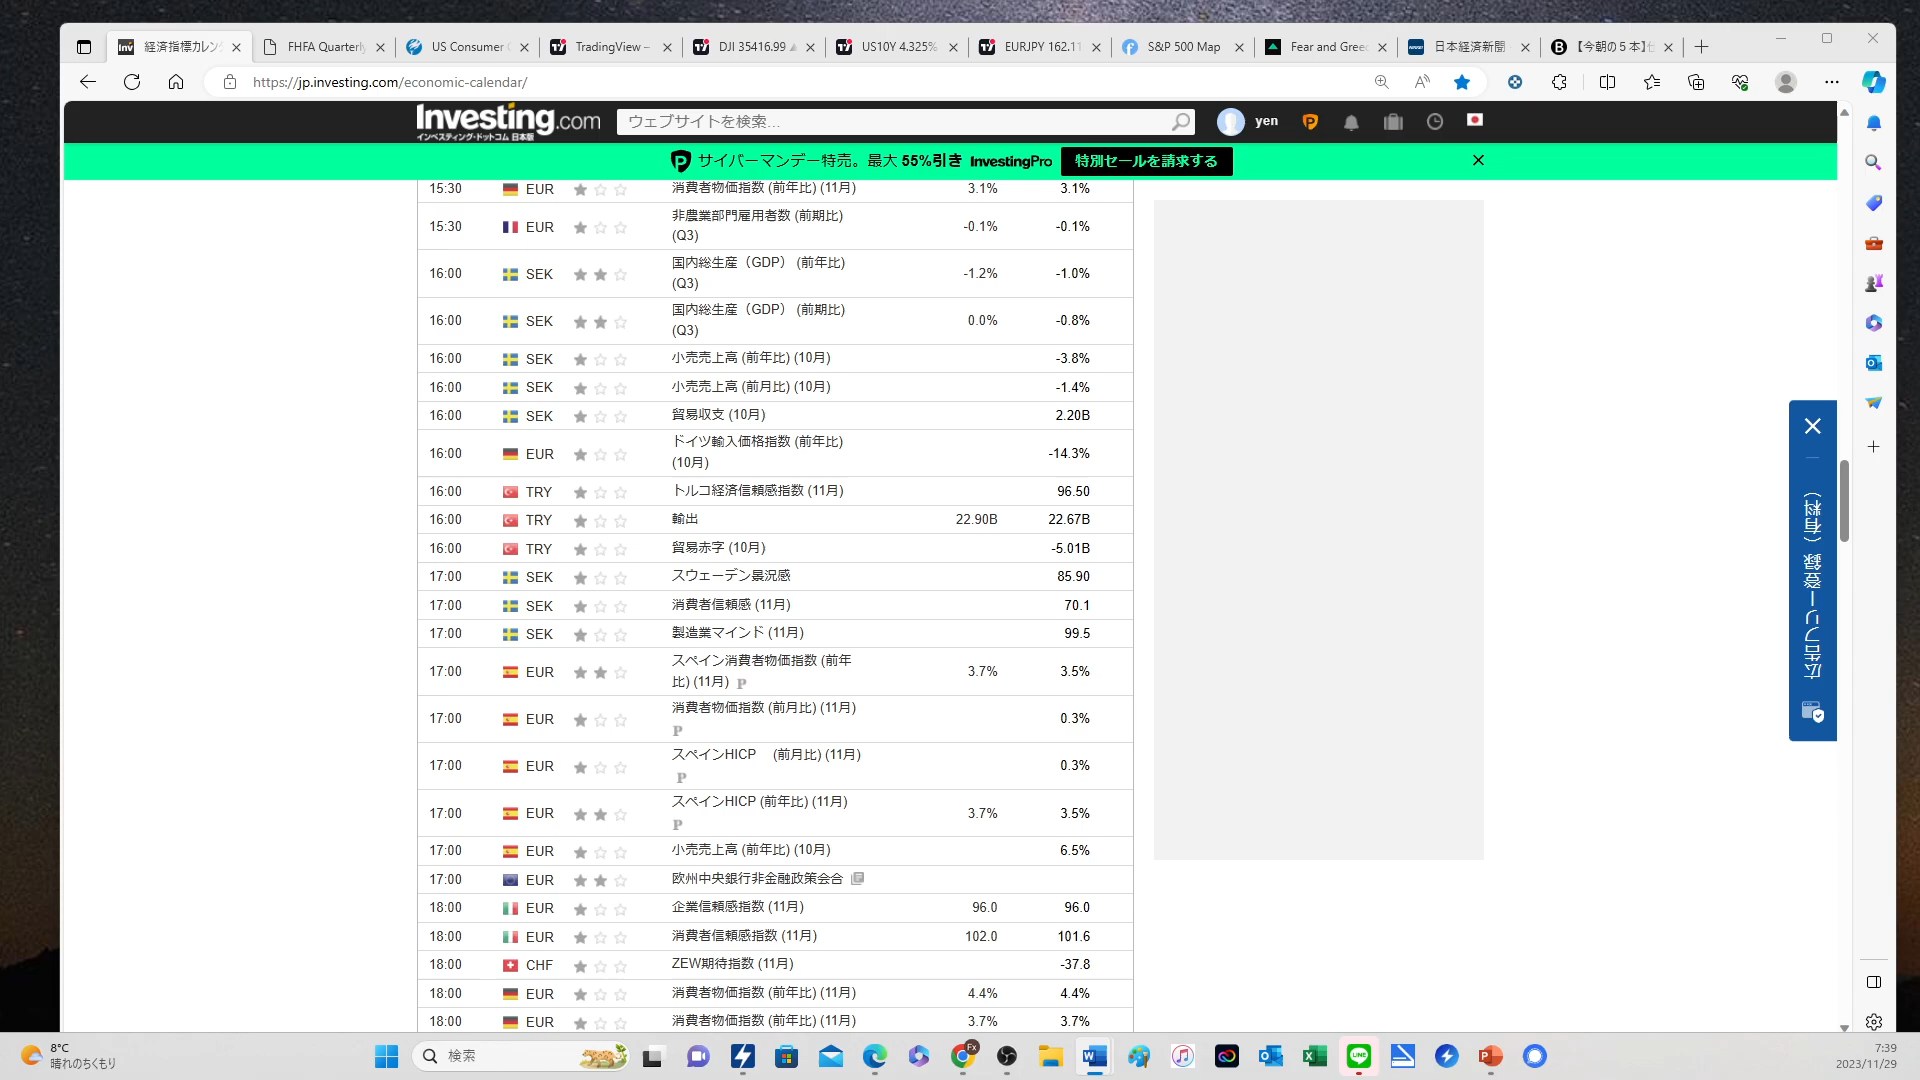 経済指標カレン
FHFA Quarterly
US Consumer C
TradingView –
DJI 35416.99
US10Y 4.325%
EURJPY 162.11
S&P 500 Map
Fear and Gree
日本経済新聞
【今朝の５本】
https://jp.investing.com/economic-calendar/
Investing.com
インベスティング・ドットコム 日本版
ウェブサイトを検索...
yen
サイバーマンデー特売。最大 55%引き InvestingPro 特別セールを請求する
15:30 EUR 消費者物価指数 (前年比) (11月) 3.1% 3.1%
15:30 EUR 非農業部門雇用者数 (前期比) (Q3) -0.1% -0.1%
16:00 SEK 国内総生産（GDP） (前年比) (Q3) -1.2% -1.0%
16:00 SEK 国内総生産（GDP） (前期比) (Q3) 0.0% -0.8%
16:00 SEK 小売売上高 (前年比) (10月) -3.8%
16:00 SEK 小売売上高 (前月比) (10月) -1.4%
16:00 SEK 貿易収支 (10月) 2.20B
16:00 EUR ドイツ輸入価格指数 (前年比) (10月) -14.3%
16:00 TRY トルコ経済信頼感指数 (11月) 96.50
16:00 TRY 輸出 22.90B 22.67B
16:00 TRY 貿易赤字 (10月) -5.01B
17:00 SEK スウェーデン景況感 85.90
17:00 SEK 消費者信頼感 (11月) 70.1
17:00 SEK 製造業マインド (11月) 99.5
17:00 EUR スペイン消費者物価指数 (前年比) (11月) P 3.7% 3.5%
17:00 EUR 消費者物価指数 (前月比) (11月) P 0.3%
17:00 EUR スペインHICP　(前月比) (11月) P 0.3%
17:00 EUR スペインHICP (前年比) (11月) P 3.7% 3.5%
17:00 EUR 小売売上高 (前年比) (10月) 6.5%
17:00 EUR 欧州中央銀行非金融政策会合
18:00 EUR 企業信頼感指数 (11月) 96.0 96.0
18:00 EUR 消費者信頼感指数 (11月) 102.0 101.6
18:00 CHF ZEW期待指数 (11月) -37.8
18:00 EUR 消費者物価指数 (前年比) (11月) 4.4% 4.4%
18:00 EUR 消費者物価指数 (前年比) (11月) 3.7% 3.7%
広告フリー登録（有料）
8°C
晴れのちくもり
検索
7:39
2023/11/29